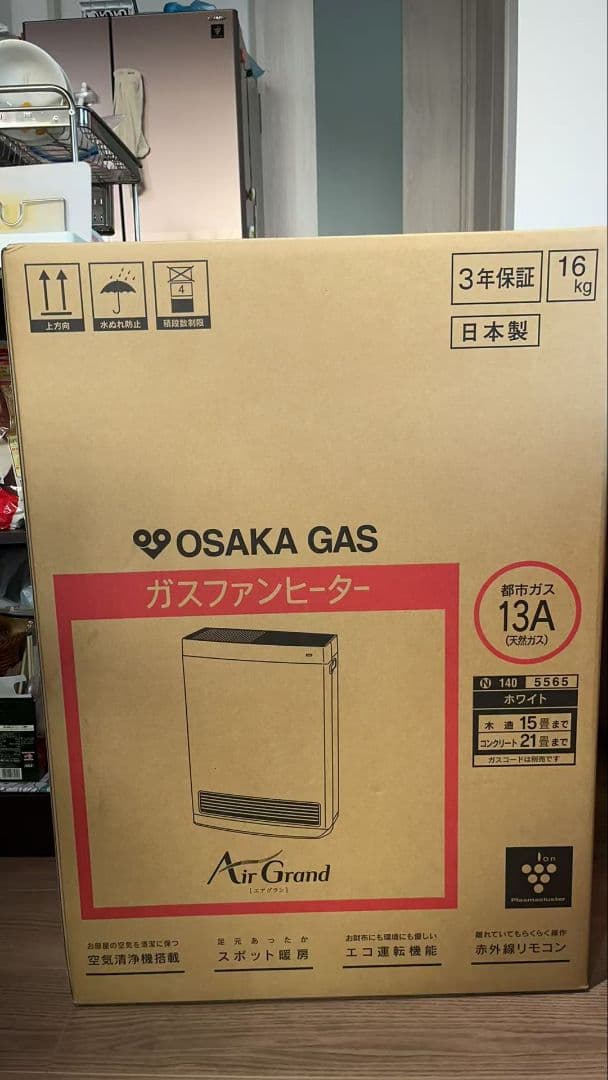 上方向
水ぬれ防止
4
積段数制限
3年保証
16
kg
日本製
OSAKA GAS
ガスファンヒーター
都市ガス
13A
(天然ガス)
N 140 5565
ホワイト
木造 15畳まで
コンクリート 21畳まで
ガスコードは別売です
Air Grand
[エアグラン]
Ion
Plasmacluster
お部屋の空気を清潔に保つ
空気清浄機搭載
足元あったか
スポット暖房
お財布にも環境にも優しい
エコ運転機能
離れていてもらくらく操作
赤外線リモコン